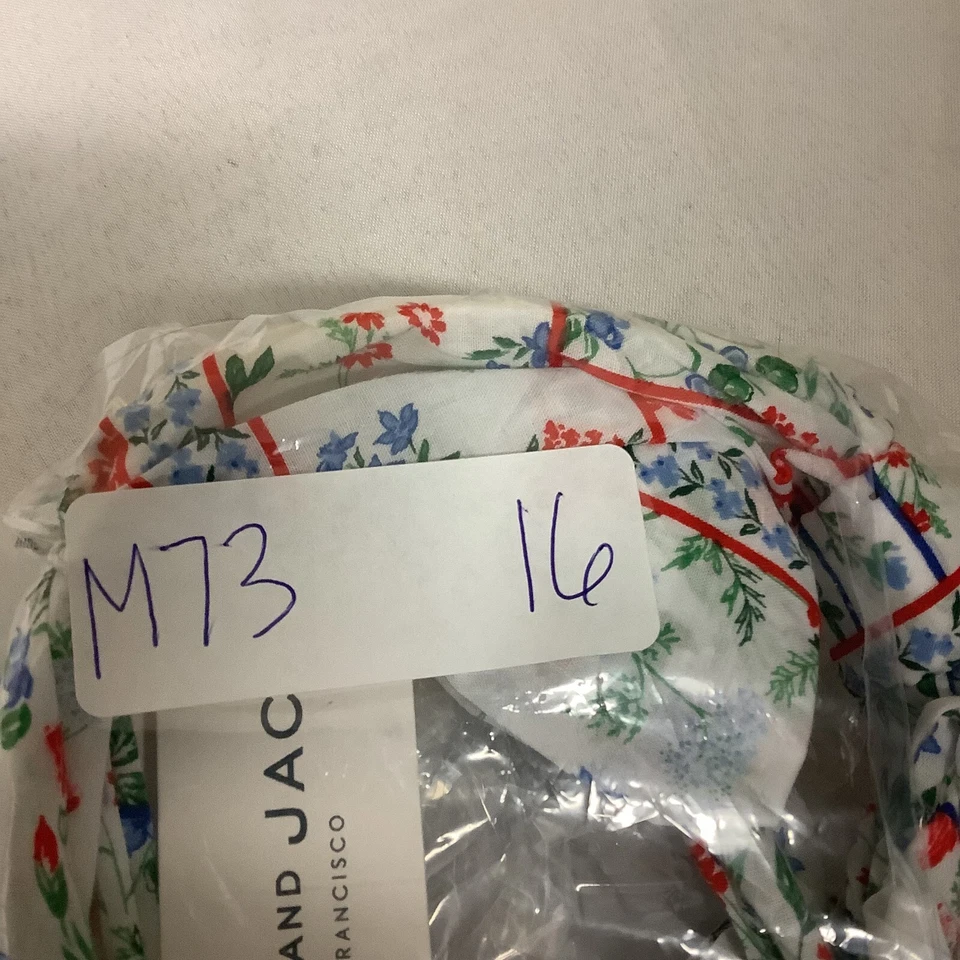 M73 16
AND JAC
RANCISCO